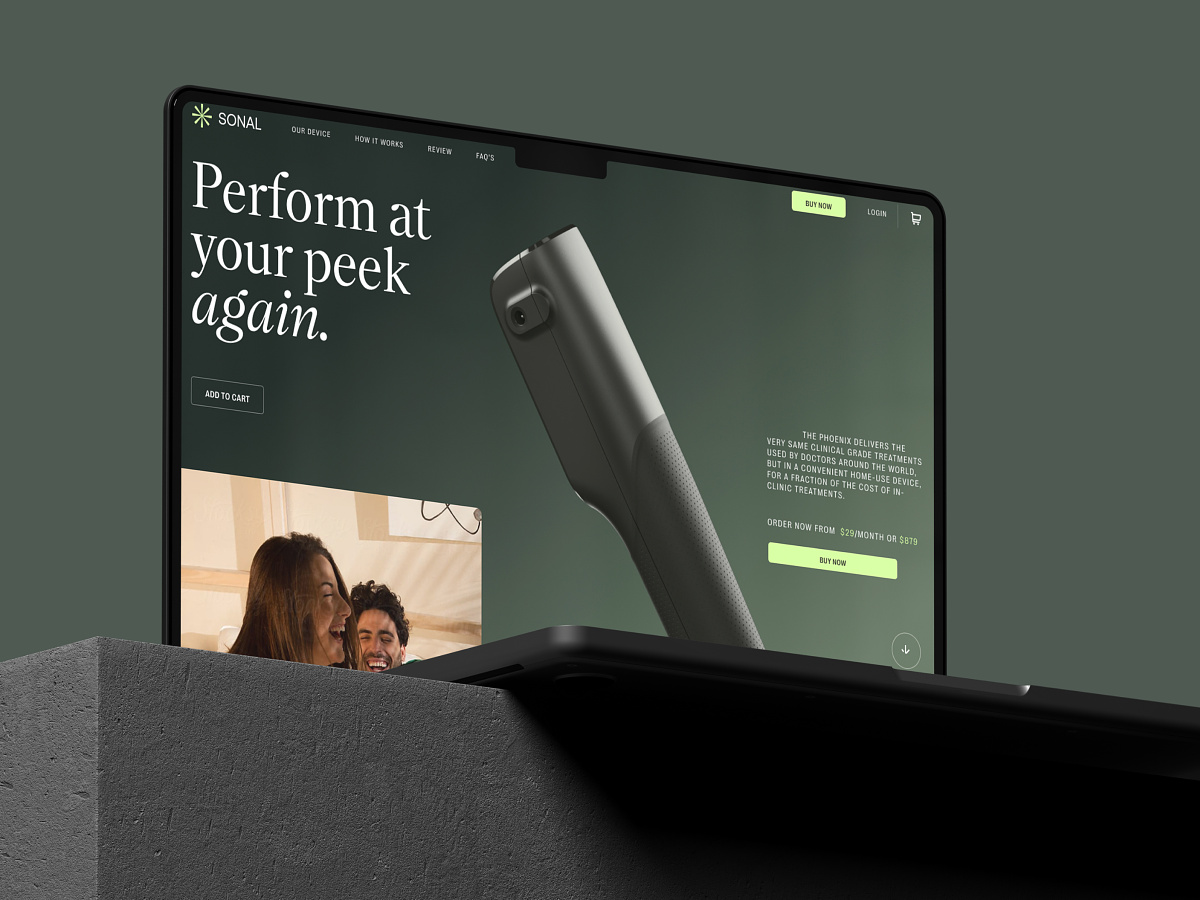 SONAL
OUR DEVICE
HOW IT WORKS
REVIEW
FAQ'S
BUY NOW
LOGIN
Perform at
your peek
again.
ADD TO CART
THE PHOENIX DELIVERS THE
VERY SAME CLINICAL GRADE TREATMENTS
USED BY DOCTORS AROUND THE WORLD,
BUT IN A CONVENIENT HOME-USE DEVICE,
FOR A FRACTION OF THE COST OF IN-
CLINIC TREATMENTS.
ORDER NOW FROM $29/MONTH OR $879
BUY NOW